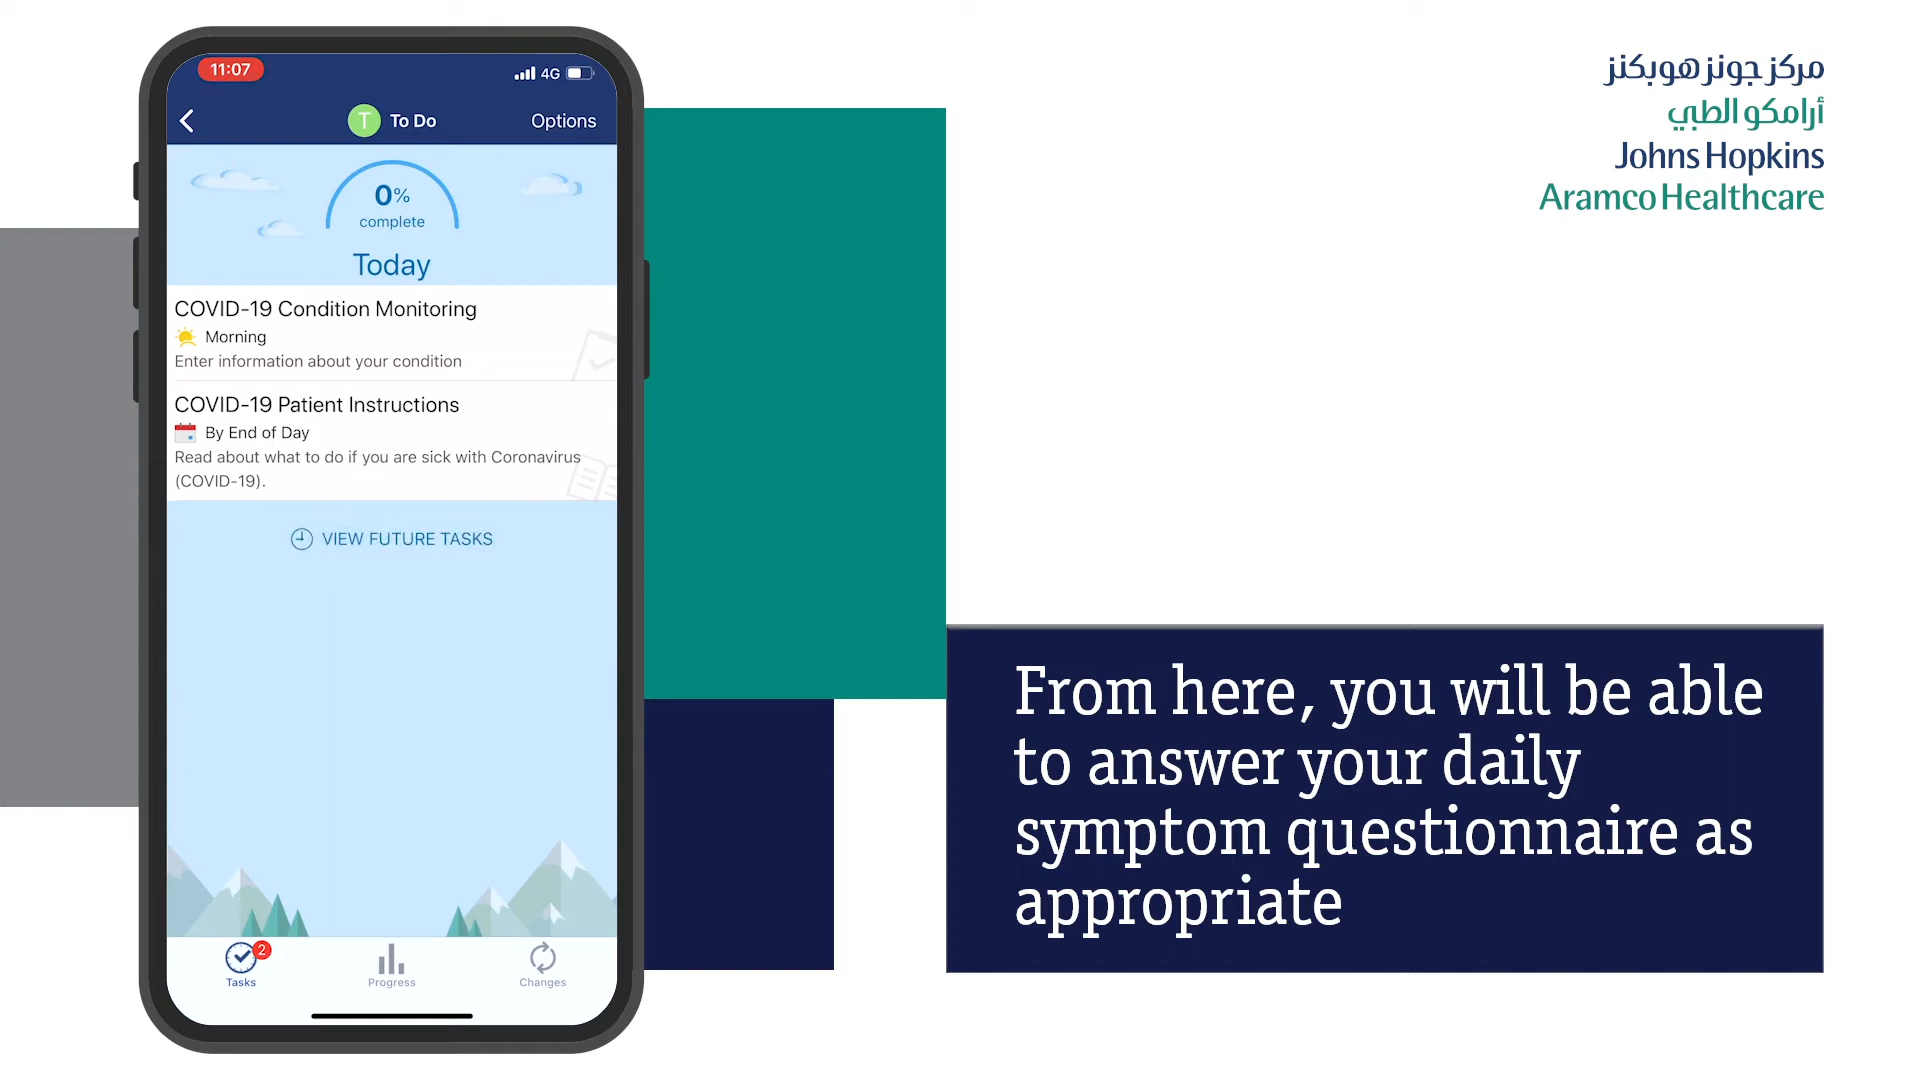 11:07
4G
T To Do
Options
0%
complete
Today
COVID-19 Condition Monitoring
Morning
Enter information about your condition
COVID-19 Patient Instructions
By End of Day
Read about what to do if you are sick with Coronavirus
(COVID-19).
VIEW FUTURE TASKS
2
Tasks
Progress
Changes
مركز جونز هوبكنز
أرامكو الطبي
Johns Hopkins
Aramco Healthcare
From here, you will be able
to answer your daily
symptom questionnaire as
appropriate